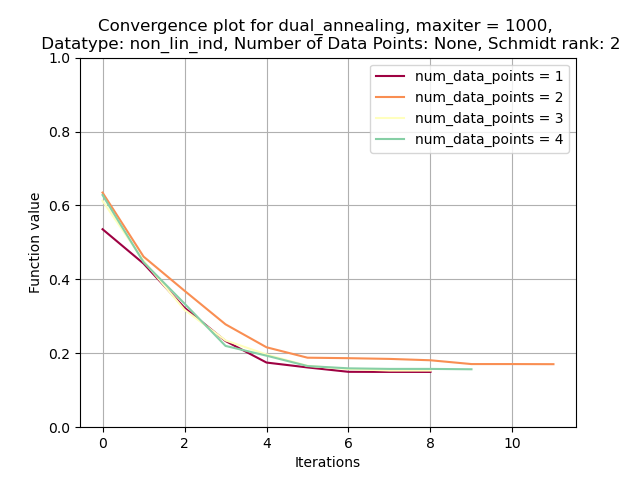 Convergence plot for dual_annealing, maxiter = 1000,
Datatype: non_lin_ind, Number of Data Points: None, Schmidt rank: 2
1.0
0.8
0.6
0.4
0.2
0.0
Function value
num_data_points = 1
num_data_points = 2
num_data_points = 3
num_data_points = 4
0 2 4 6 8 10
Iterations